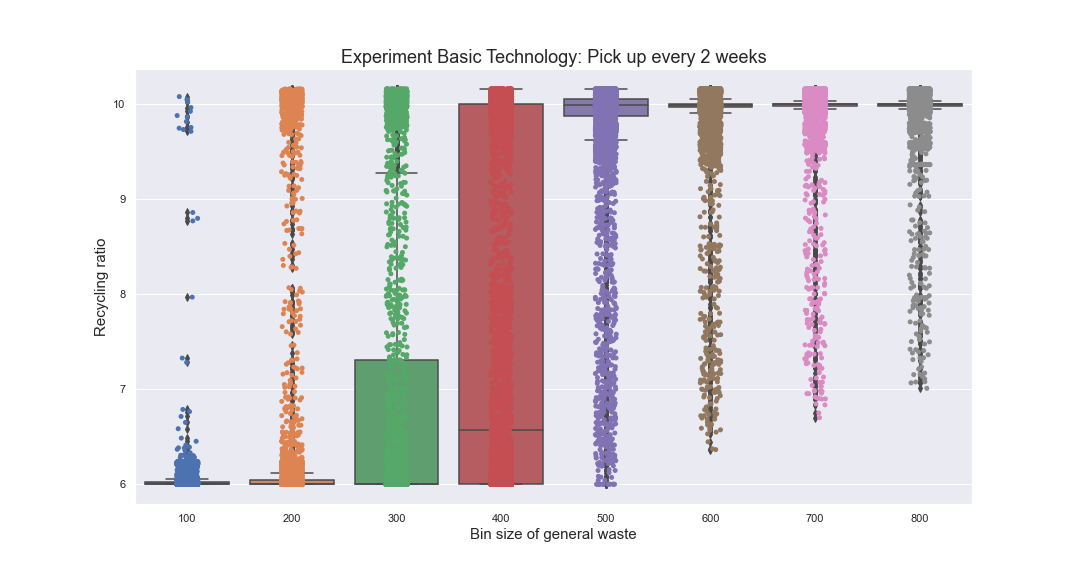 Experiment Basic Technology: Pick up every 2 weeks
10
9
8
7
6
Recycling ratio
100 200 300 400 500 600 700 800
Bin size of general waste